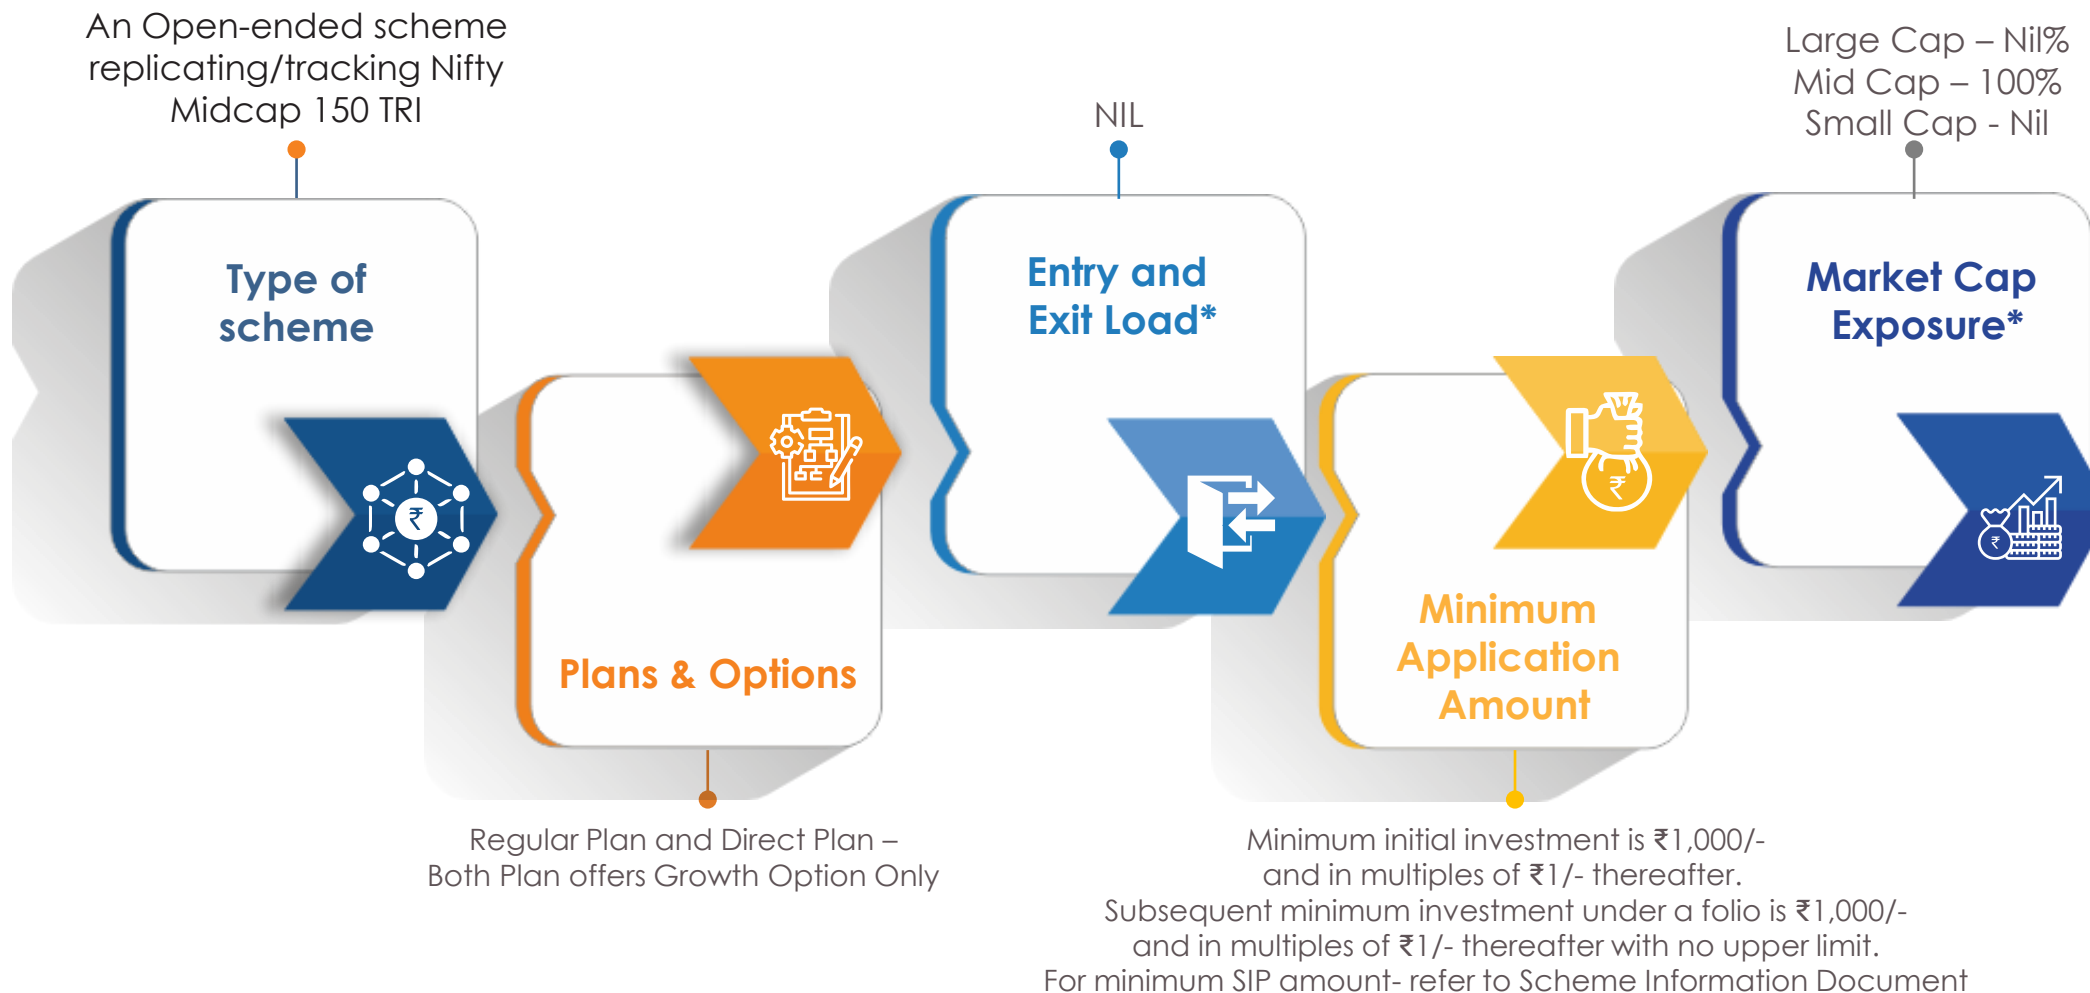 An Open-ended scheme
replicating/tracking Nifty
Midcap 150 TRI
Type of
scheme
₹
Plans & Options
Regular Plan and Direct Plan –
Both Plan offers Growth Option Only
NIL
Entry and
Exit Load*
₹
Minimum
Application
Amount
Minimum initial investment is ₹1,000/-
and in multiples of ₹1/- thereafter.
Subsequent minimum investment under a folio is ₹1,000/-
and in multiples of ₹1/- thereafter with no upper limit.
For minimum SIP amount- refer to Scheme Information Document
Large Cap – Nil%
Mid Cap – 100%
Small Cap - Nil
Market Cap
Exposure*
₹